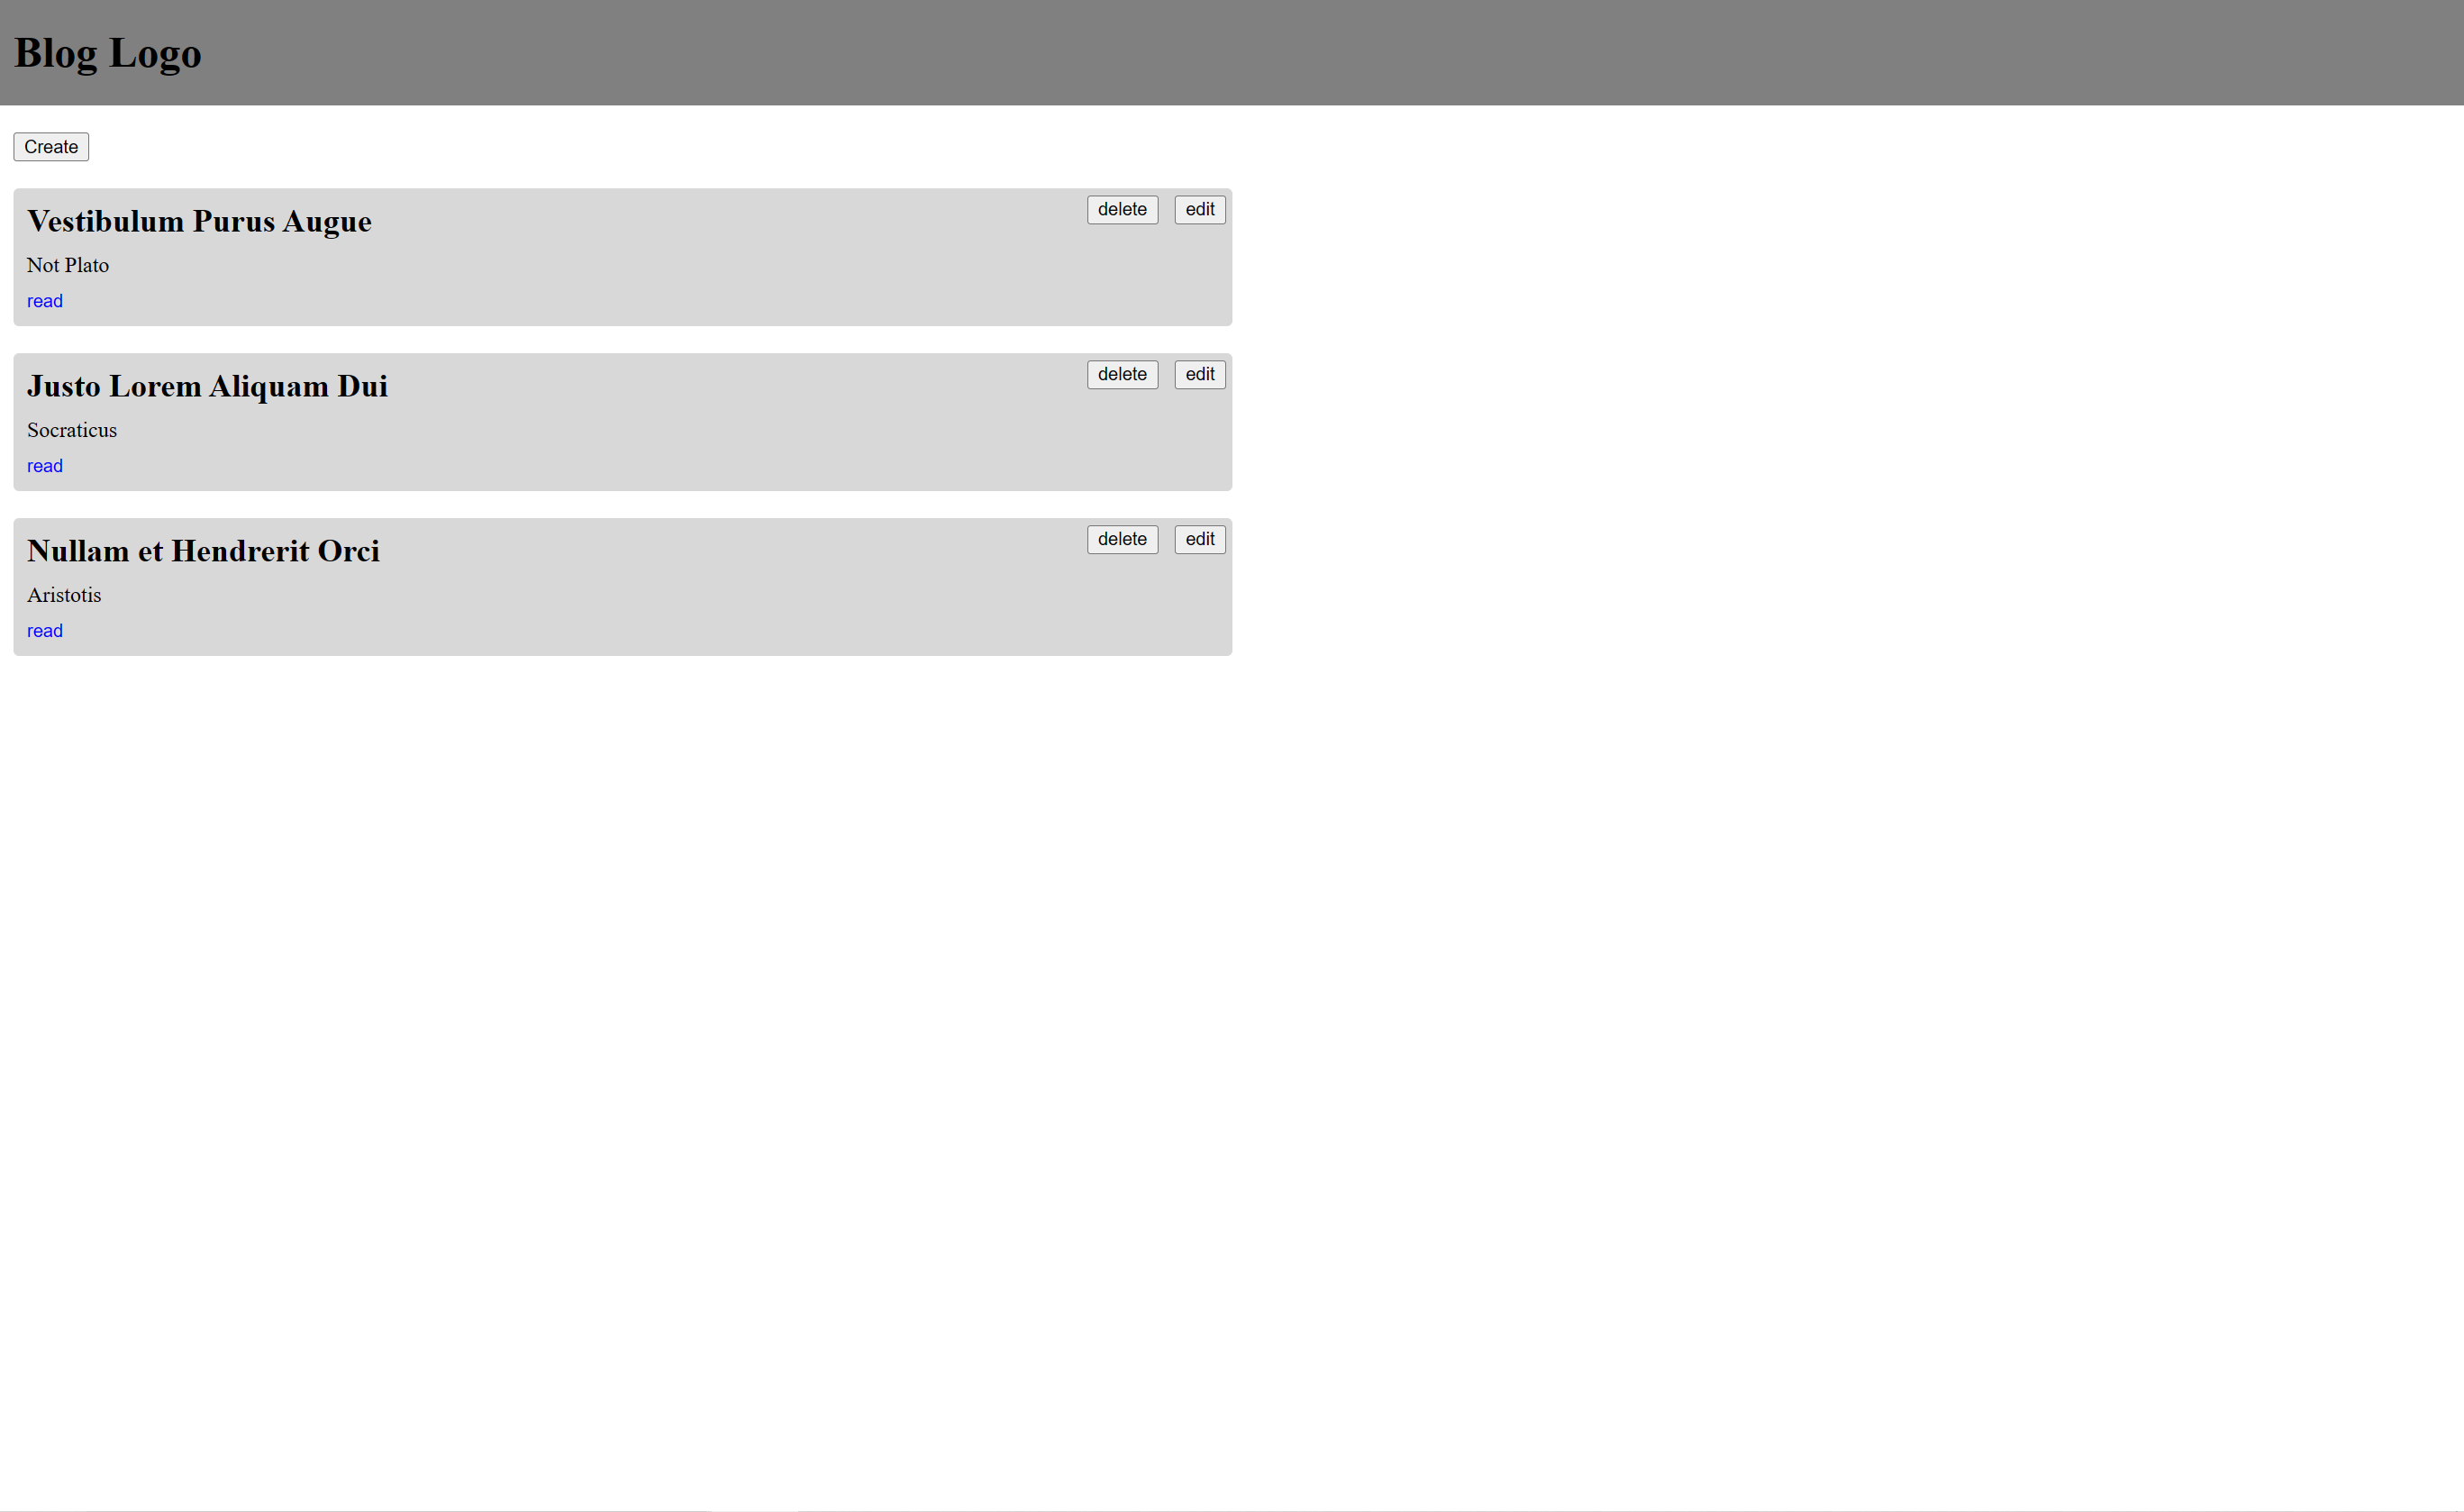 Blog Logo
Create
Vestibulum Purus Augue
delete edit
Not Plato
read
Justo Lorem Aliquam Dui
delete edit
Socraticus
read
Nullam et Hendrerit Orci
delete edit
Aristotis
read